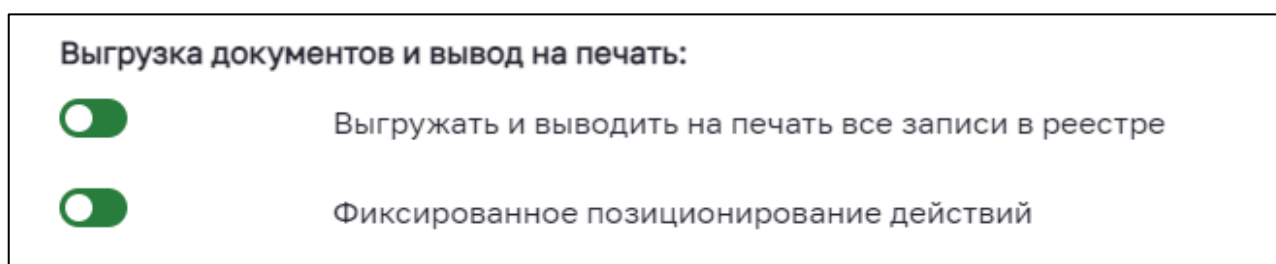 Выгрузка документов и вывод на печать:
Выгружать и выводить на печать все записи в реестре
Фиксированное позиционирование действий